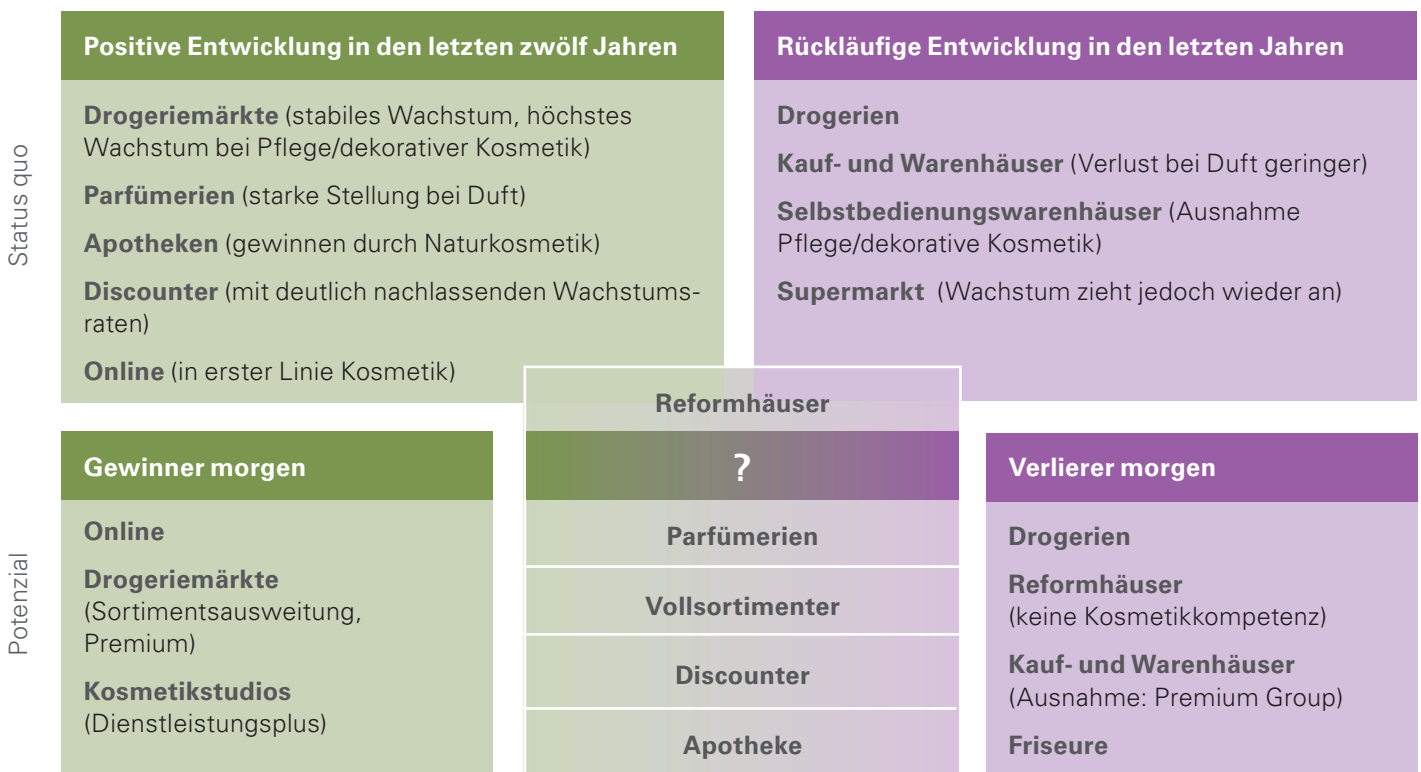 Status quo
Positive Entwicklung in den letzten zwölf Jahren
Drogeriemärkte (stabiles Wachstum, höchstes
Wachstum bei Pflege/dekorativer Kosmetik)
Parfümerien (starke Stellung bei Duft)
Apotheken (gewinnen durch Naturkosmetik)
Discounter (mit deutlich nachlassenden Wachstums-
raten)
Online (in erster Linie Kosmetik)
Rückläufige Entwicklung in den letzten Jahren
Drogerien
Kauf- und Warenhäuser (Verlust bei Duft geringer)
Selbstbedienungswarenhäuser (Ausnahme
Pflege/dekorative Kosmetik)
Supermarkt (Wachstum zieht jedoch wieder an)
Reformhäuser
Potenzial
Gewinner morgen
Online
Drogeriemärkte
(Sortimentsausweitung,
Premium)
Kosmetikstudios
(Dienstleistungsplus)
?
Parfümerien
Vollsortimenter
Discounter
Apotheke
Verlierer morgen
Drogerien
Reformhäuser
(keine Kosmetikkompetenz)
Kauf- und Warenhäuser
(Ausnahme: Premium Group)
Friseure